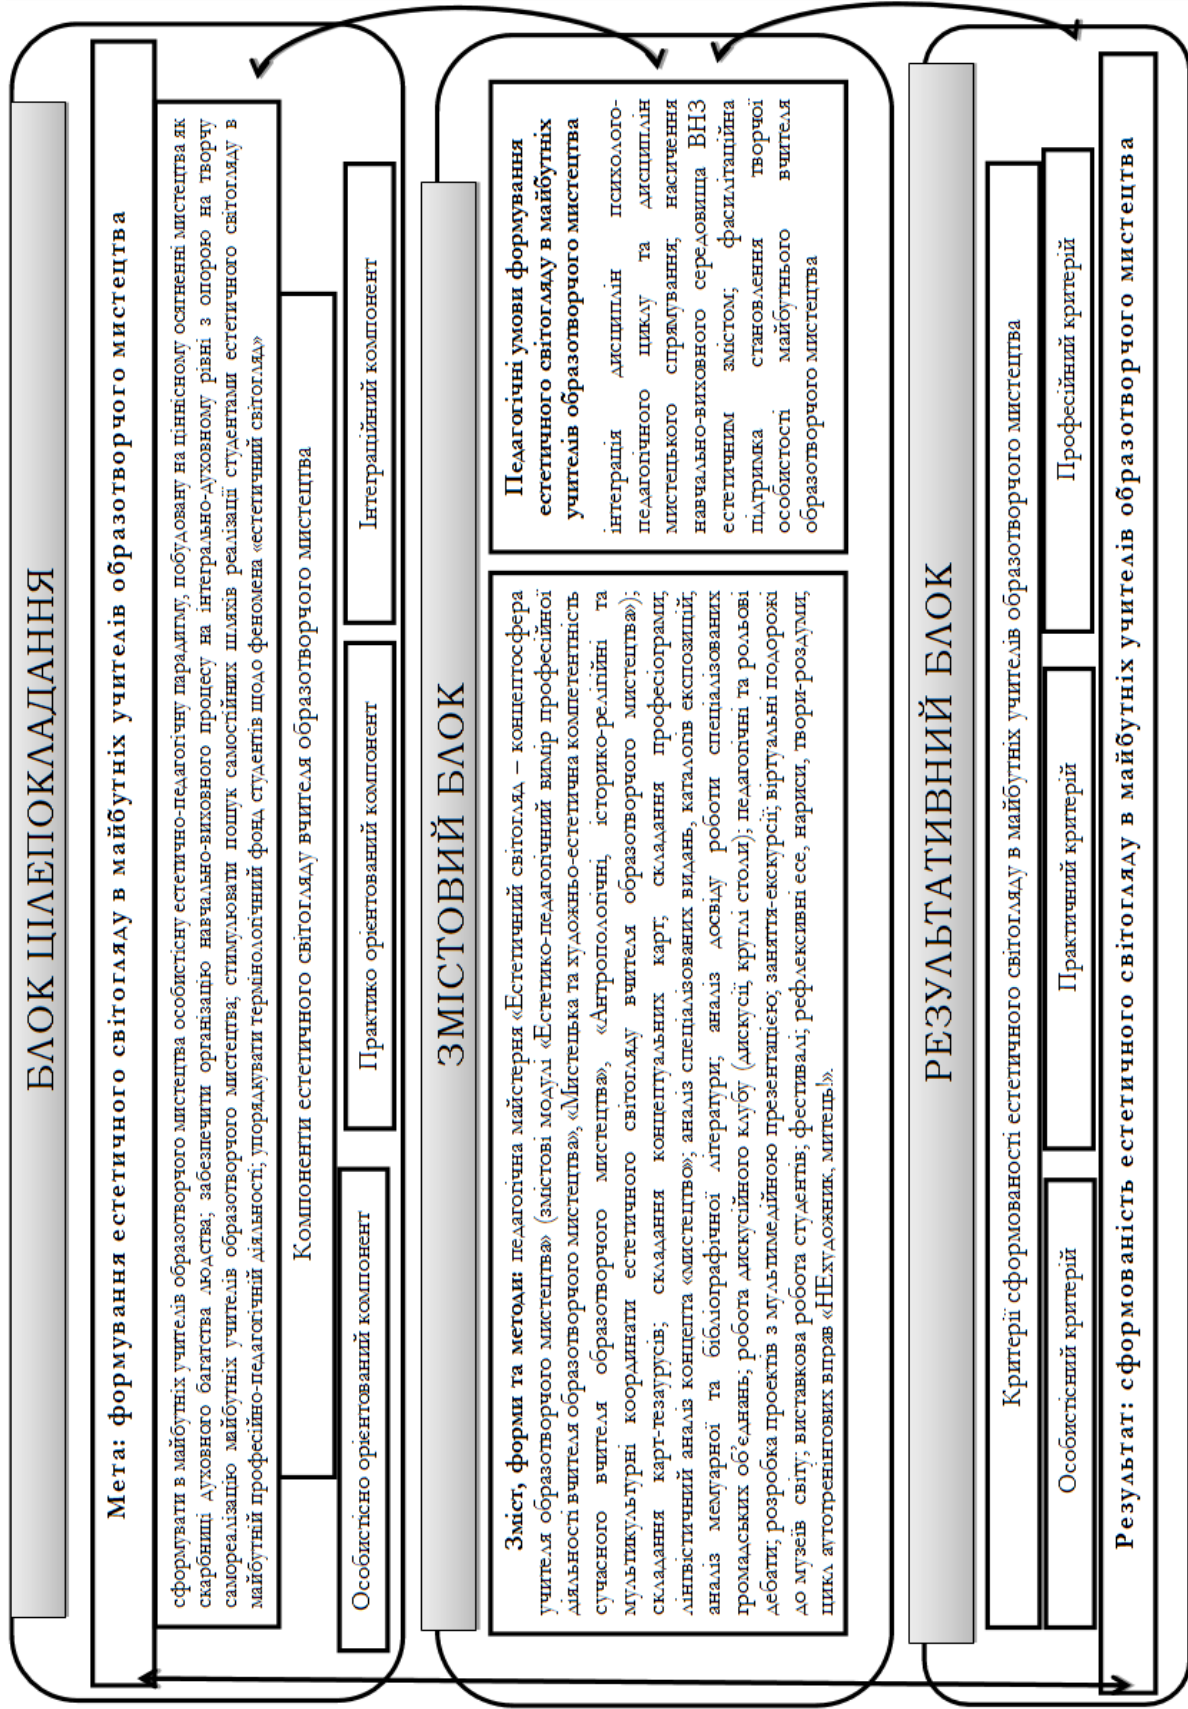 БЛОК ЦІЛЕПОКЛАДАННЯ
Мета: формування естетичного світогляду в майбутніх учителів образотворчого мистецтва
сформувати в майбутніх учителів образотворчого мистецтва особистісну естетично-педагогічну парадигму, побудовану на ціннісному осягненні мистецтва як
скарбниці духовного багатства людства; забезпечити організацію навчально-виховного процесу на інтегрально-духовному рівні з опорою на творчу
самореалізацію майбутніх учителів образотворчого мистецтва; стимулювати пошук самостійних шляхів реалізації студентами естетичного світогляду в
майбутній професійно-педагогічній діяльності; упорядкувати термінологічний фонд студентів щодо феномена «естетичний світогляд»
Компоненти естетичного світогляду вчителя образотворчого мистецтва
Особистісно орієнтований компонент
Практико орієнтований компонент
Інтеграційний компонент
ЗМІСТОВИЙ БЛОК
Зміст, форми та методи: педагогічна майстерня «Естетичний світогляд – концептосфера
учителя образотворчого мистецтва» (змістові модулі «Естетико-педагогічний вимір професійної
діяльності вчителя образотворчого мистецтва», «Мистецька та художньо-естетична компетентність
сучасного вчителя образотворчого мистецтва», «Антропологічні, історико-релігійні та
мультикультурні координати естетичного світогляду вчителя образотворчого мистецтва»);
складання карт-тезаурусів; складання концептуальних карт; складання професіограми;
лінгвістичний аналіз концепта «мистецтво»; аналіз спеціалізованих видань, каталогів експозицій;
аналіз мемуарної та бібліографічної літератури; аналіз досвіду роботи спеціалізованих
громадських об’єднань; робота дискусійного клубу (дискусії, круглі столи); педагогічні та рольові
дебати; розробка проектів з мультимедійною презентацією; заняття-екскурсії; віртуальні подорожі
до музеїв світу; виставкова робота студентів; фестивалі; рефлексивні есе, нариси, твори-роздуми;
цикл аутотренінгових вправ «НЕхудожник, митець!».
Педагогічні умови формування
естетичного світогляду в майбутніх
учителів образотворчого мистецтва
інтеграція дисциплін психолого-
педагогічного циклу та дисциплін
мистецького спрямування; насичення
навчально-виховного середовища ВНЗ
естетичним змістом; фасилітаційна
підтримка становлення творчої
особистості майбутнього вчителя
образотворчого мистецтва
РЕЗУЛЬТАТИВНИЙ БЛОК
Критерії сформованості естетичного світогляду в майбутніх учителів образотворчого мистецтва
Особистісний критерій
Практичний критерій
Професійний критерій
Результат: сформованість естетичного світогляду в майбутніх учителів образотворчого мистецтва